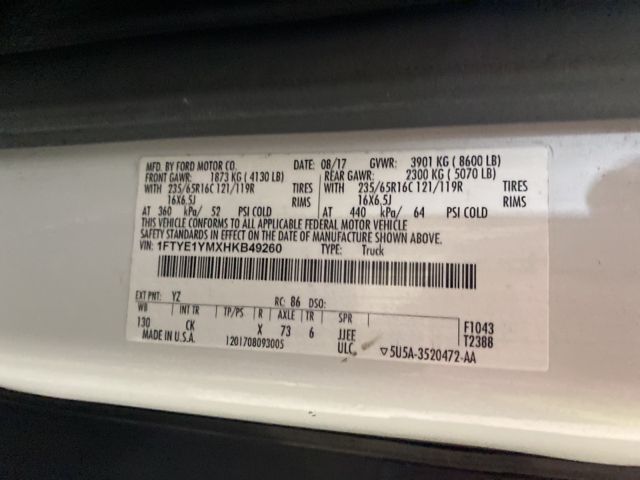 MFD. BY FORD MOTOR CO. DATE: 08/17 GVWR: 3901 KG ( 8600 LB)
FRONT GAWR: 1873 KG ( 4130 LB) REAR GAWR: 2300 KG ( 5070 LB)
WITH 235/65R16C 121/119R TIRES WITH 235/65R16C 121/119R TIRES
16X6.5J RIMS 16X6.5J RIMS
AT 360 kPa/ 52 PSI COLD AT 440 kPa/ 64 PSI COLD
THIS VEHICLE CONFORMS TO ALL APPLICABLE FEDERAL MOTOR VEHICLE
SAFETY STANDARDS IN EFFECT ON THE DATE OF MANUFACTURE SHOWN ABOVE.
VIN: 1FTYE1YMXHKB49260 TYPE: Truck
EXT PNT: YZ RC: 86 DSO:
WB INT TR TP/PS R AXLE TR SPR
130 CK X 73 6 JJEE F1043
MADE IN U.S.A. 1201708093005 ULC ▽5U5A-3520472-AA T2388